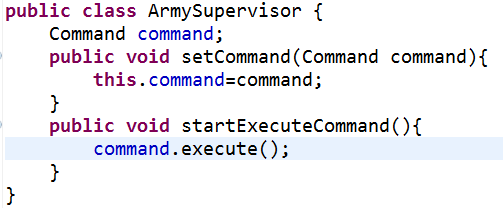 public class ArmySupervisor {
    Command command;
    public void setCommand(Command command){
        this.command=command;
    }
    public void startExecuteCommand(){
        command.execute();
    }
}